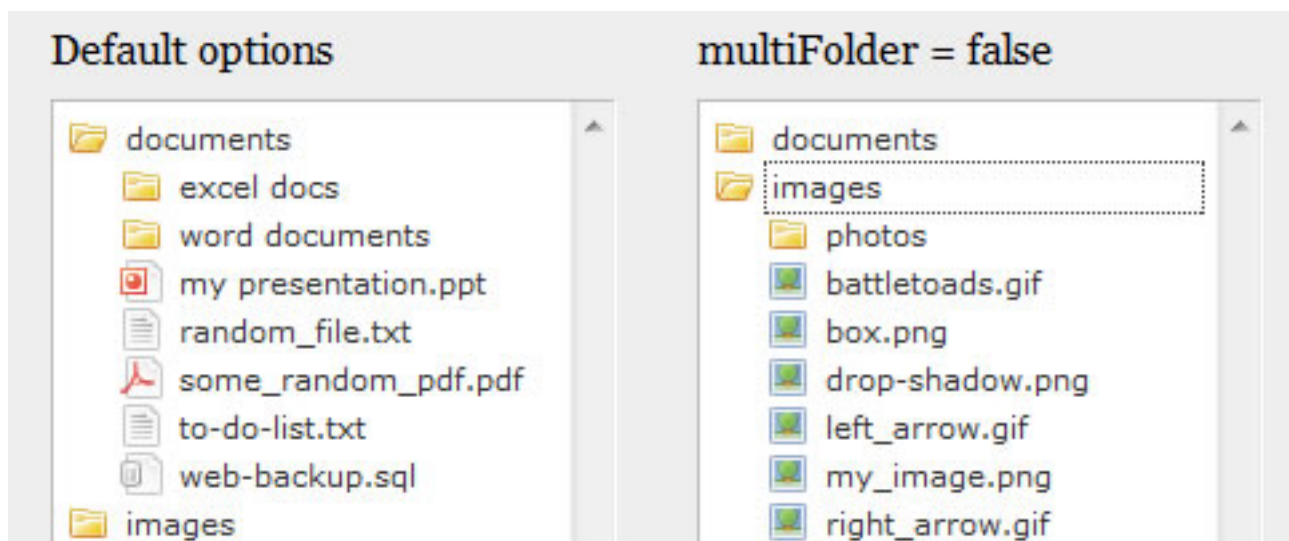 Default options
documents
excel docs
word documents
my presentation.ppt
random_file.txt
some_random_pdf.pdf
to-do-list.txt
web-backup.sql
images
multiFolder = false
documents
images
photos
battletoads.gif
box.png
drop-shadow.png
left_arrow.gif
my_image.png
right_arrow.gif